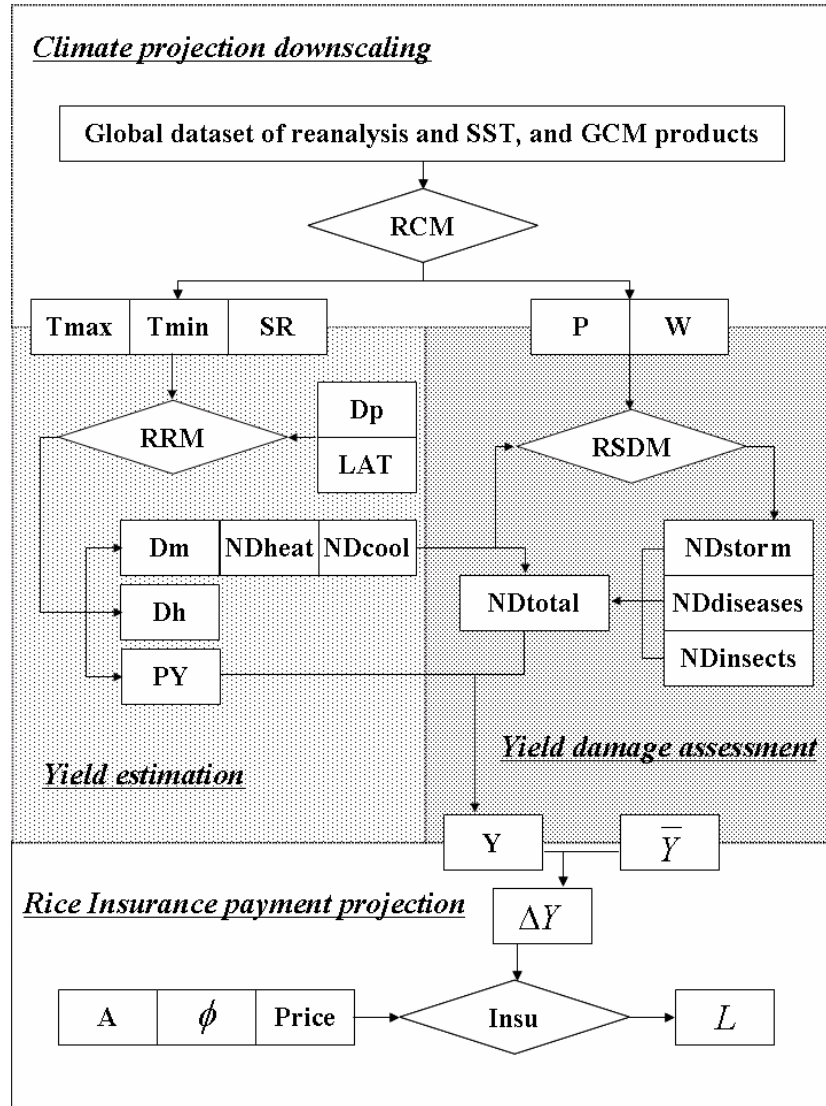 Climate projection downscaling
Global dataset of reanalysis and SST, and GCM products
RCM
Tmax Tmin SR
P W
RRM
Dp
LAT
RSDM
Dm NDheat NDcool
NDstorm
NDtotal
NDdiseases
Dh
NDinsects
PY
Yield damage assessment
Yield estimation
Y
Y̅
Rice Insurance payment projection
ΔY
A ϕ Price
Insu
L